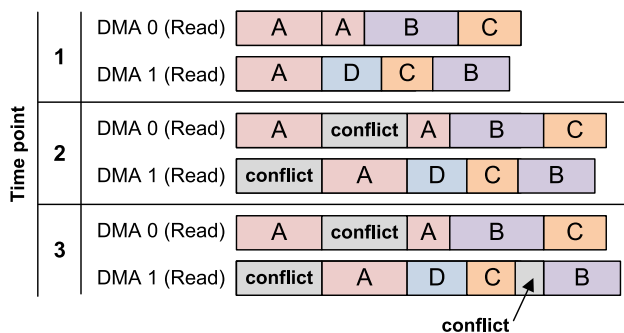 Time point
1
DMA 0 (Read) A A B C
DMA 1 (Read) A D C B
2
DMA 0 (Read) A conflict A B C
DMA 1 (Read) conflict A D C B
3
DMA 0 (Read) A conflict A B C
DMA 1 (Read) conflict A D C B
conflict